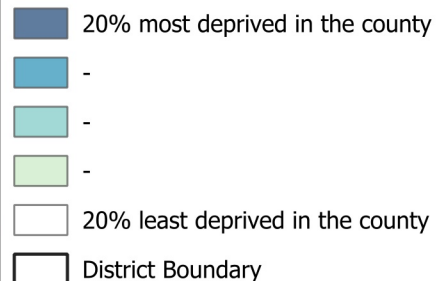 20% most deprived in the county
-
-
-
20% least deprived in the county
District Boundary